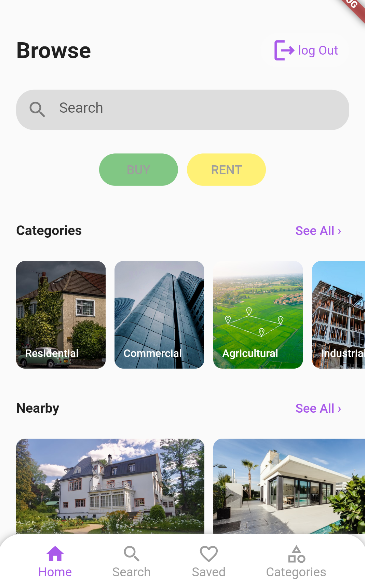 Browse
log Out
Search
BUY
RENT
Categories
See All ›
Residential
Commercial
Agricultural
Industrial
Nearby
See All ›
Home
Search
Saved
Categories